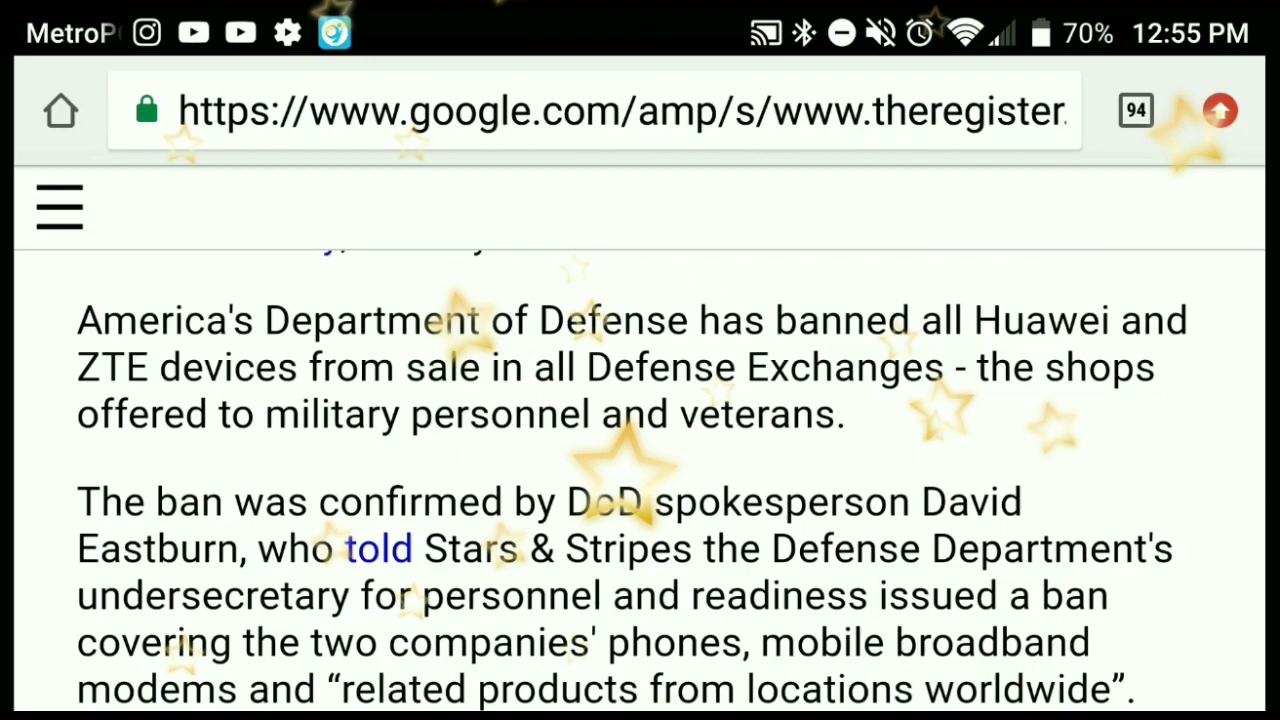 MetroP 70% 12:55 PM
https://www.google.com/amp/s/www.theregister. 94
America's Department of Defense has banned all Huawei and
ZTE devices from sale in all Defense Exchanges - the shops
offered to military personnel and veterans.
The ban was confirmed by DoD spokesperson David
Eastburn, who told Stars & Stripes the Defense Department's
undersecretary for personnel and readiness issued a ban
covering the two companies' phones, mobile broadband
modems and “related products from locations worldwide”.